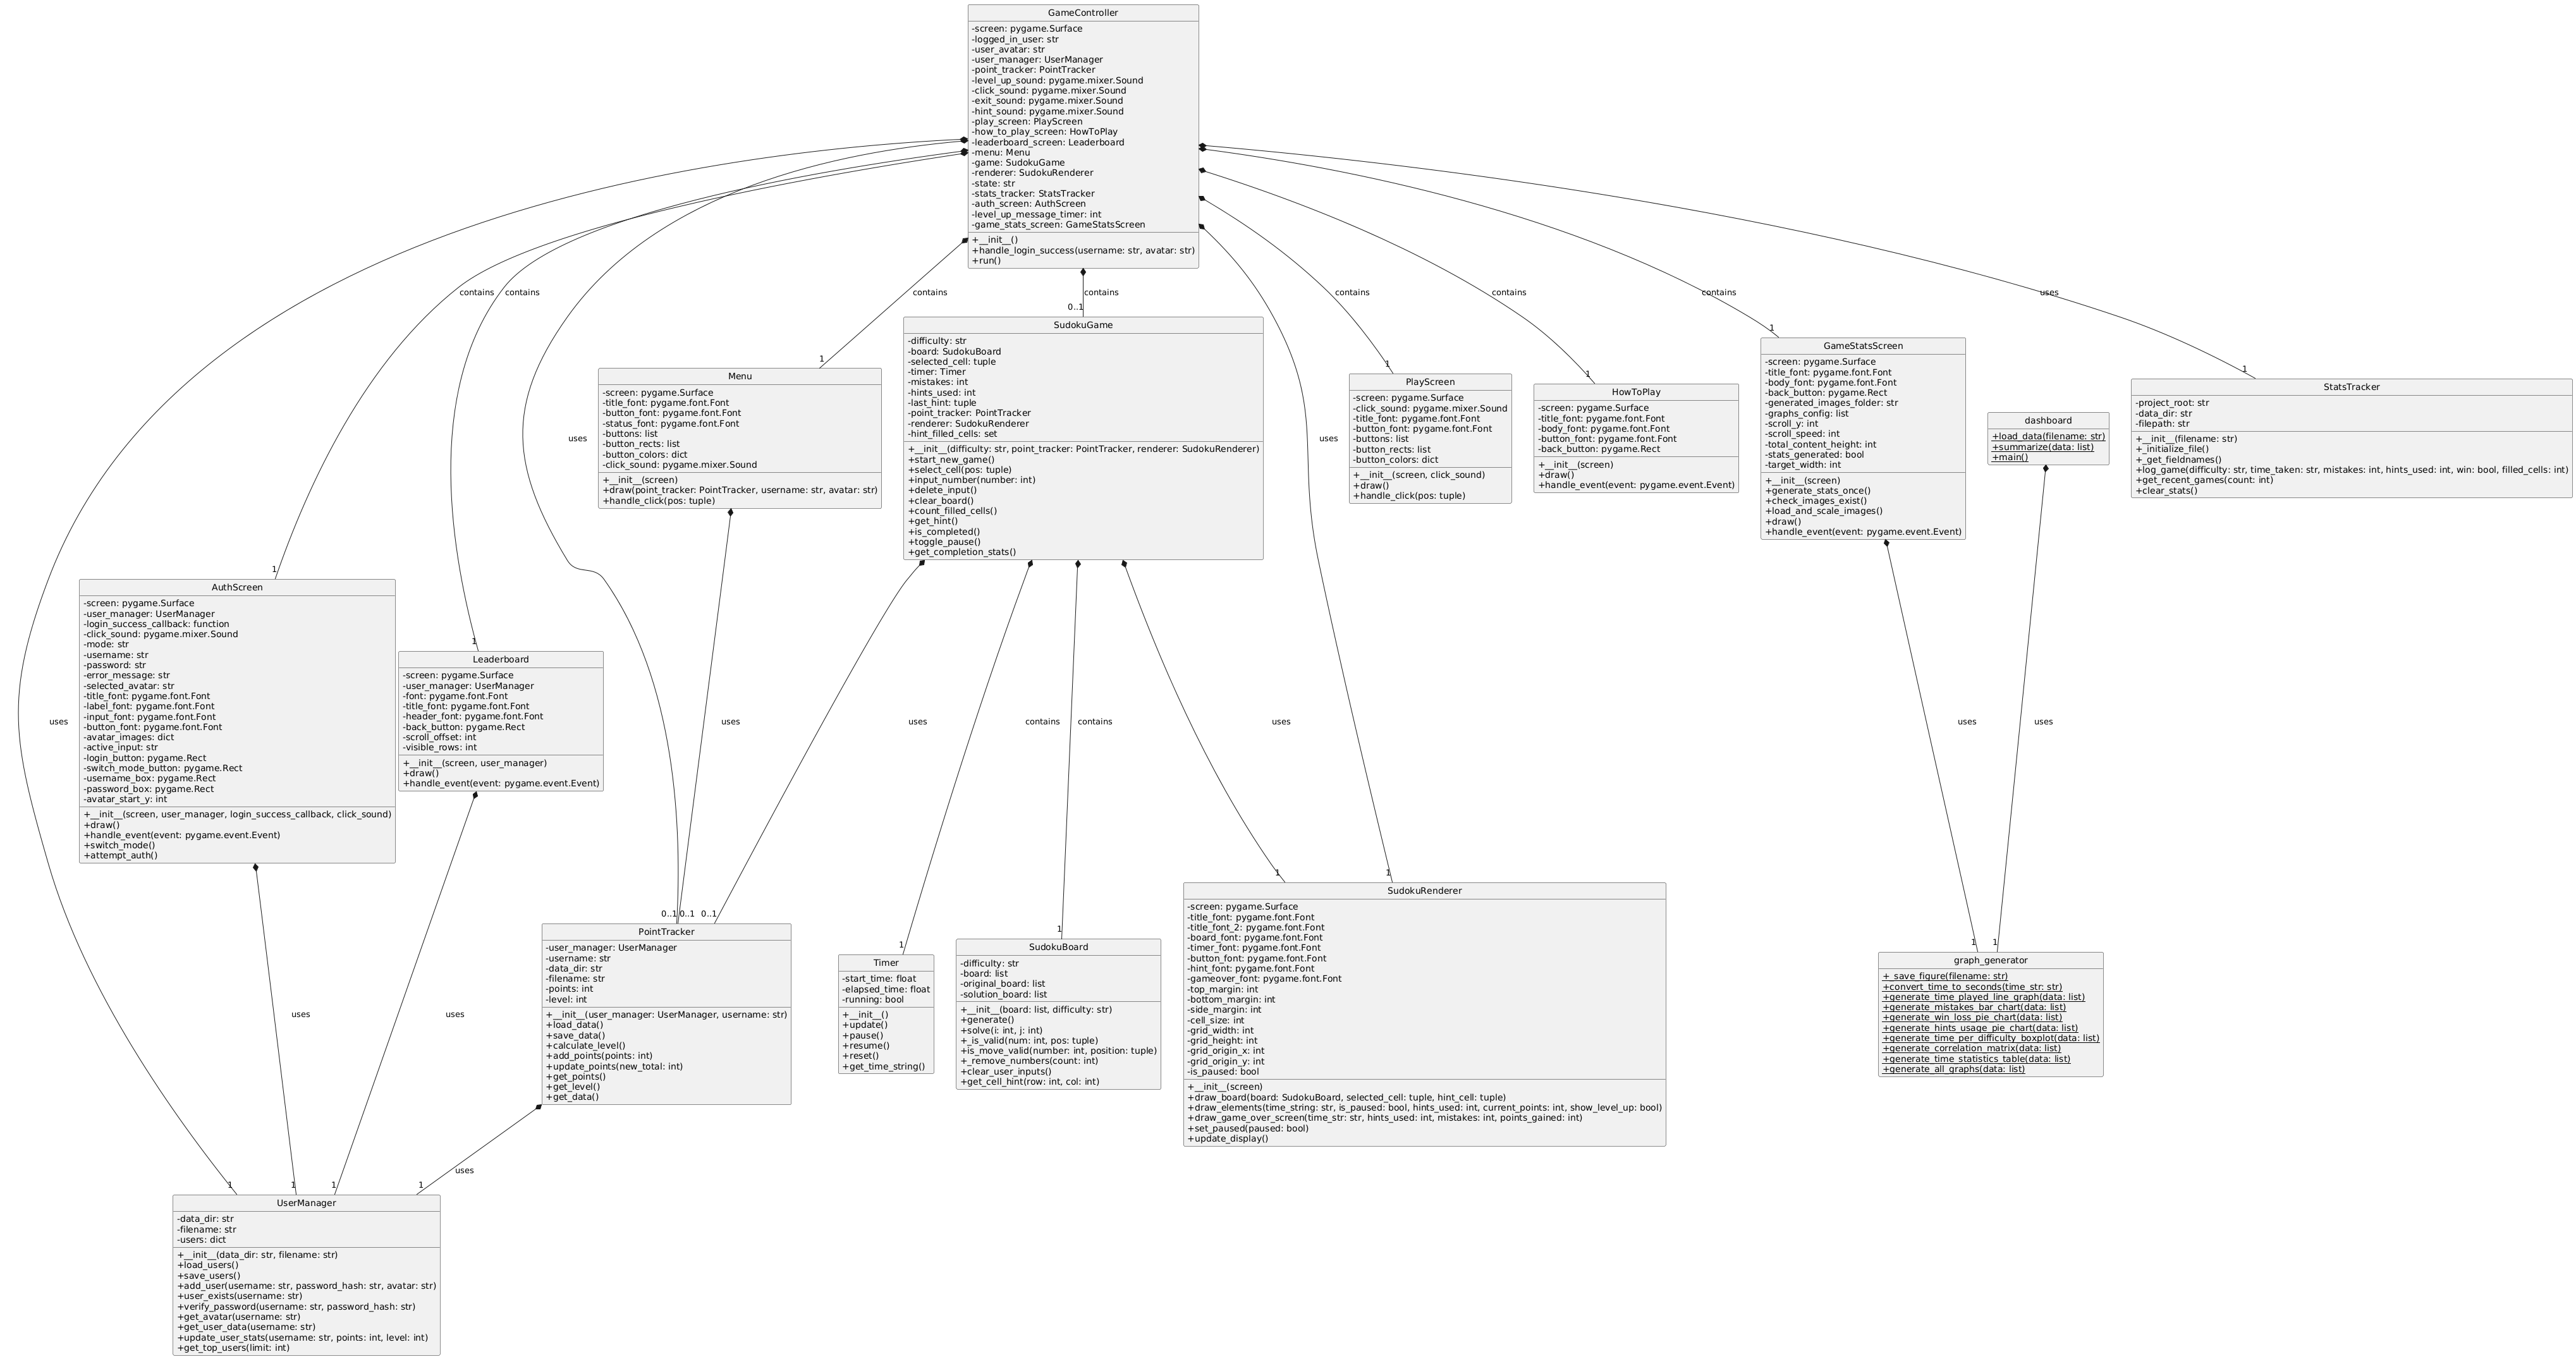 GameController
-screen: pygame.Surface
-logged_in_user: str
-user_avatar: str
-user_manager: UserManager
-point_tracker: PointTracker
-level_up_sound: pygame.mixer.Sound
-click_sound: pygame.mixer.Sound
-exit_sound: pygame.mixer.Sound
-hint_sound: pygame.mixer.Sound
-play_screen: PlayScreen
-how_to_play_screen: HowToPlay
-leaderboard_screen: Leaderboard
-menu: Menu
-game: SudokuGame
-renderer: SudokuRenderer
-state: str
-stats_tracker: StatsTracker
-auth_screen: AuthScreen
-level_up_message_timer: int
-game_stats_screen: GameStatsScreen
+__init__()
+handle_login_success(username: str, avatar: str)
+run()
contains
contains
contains
contains
contains
contains
contains
uses
0..1
1
1
1
1
1
uses
uses
SudokuGame
-difficulty: str
-board: SudokuBoard
-selected_cell: tuple
-timer: Timer
-mistakes: int
-hints_used: int
-last_hint: tuple
-point_tracker: PointTracker
-renderer: SudokuRenderer
-hint_filled_cells: set
+__init__(difficulty: str, point_tracker: PointTracker, renderer: SudokuRenderer)
+start_new_game()
+select_cell(pos: tuple)
+input_number(number: int)
+delete_input()
+clear_board()
+count_filled_cells()
+get_hint()
+is_completed()
+toggle_pause()
+get_completion_stats()
Menu
-screen: pygame.Surface
-title_font: pygame.font.Font
-button_font: pygame.font.Font
-status_font: pygame.font.Font
-buttons: list
-button_rects: list
-button_colors: dict
-click_sound: pygame.mixer.Sound
+__init__(screen)
+draw(point_tracker: PointTracker, username: str, avatar: str)
+handle_click(pos: tuple)
PlayScreen
-screen: pygame.Surface
-click_sound: pygame.mixer.Sound
-title_font: pygame.font.Font
-button_font: pygame.font.Font
-buttons: list
-button_rects: list
-button_colors: dict
+__init__(screen, click_sound)
+draw()
+handle_click(pos: tuple)
HowToPlay
-screen: pygame.Surface
-title_font: pygame.font.Font
-body_font: pygame.font.Font
-button_font: pygame.font.Font
-back_button: pygame.Rect
+__init__(screen)
+draw()
+handle_event(event: pygame.event.Event)
GameStatsScreen
-screen: pygame.Surface
-title_font: pygame.font.Font
-body_font: pygame.font.Font
-back_button: pygame.Rect
-generated_images_folder: str
-graphs_config: list
-scroll_y: int
-scroll_speed: int
-total_content_height: int
-stats_generated: bool
-target_width: int
+__init__(screen)
+generate_stats_once()
+check_images_exist()
+load_and_scale_images()
+draw()
+handle_event(event: pygame.event.Event)
dashboard
+load_data(filename: str)
+summarize(data: list)
+main()
StatsTracker
-project_root: str
-data_dir: str
-filepath: str
+__init__(filename: str)
+_initialize_file()
+_get_fieldnames()
+log_game(difficulty: str, time_taken: str, mistakes: int, hints_used: int, win: bool, filled_cells: int)
+get_recent_games(count: int)
+clear_stats()
1
AuthScreen
-screen: pygame.Surface
-user_manager: UserManager
-login_success_callback: function
-click_sound: pygame.mixer.Sound
-mode: str
-username: str
-password: str
-error_message: str
-selected_avatar: str
-title_font: pygame.font.Font
-label_font: pygame.font.Font
-input_font: pygame.font.Font
-button_font: pygame.font.Font
-avatar_images: dict
-active_input: str
-login_button: pygame.Rect
-switch_mode_button: pygame.Rect
-username_box: pygame.Rect
-password_box: pygame.Rect
-avatar_start_y: int
+__init__(screen, user_manager, login_success_callback, click_sound)
+draw()
+handle_event(event: pygame.event.Event)
+switch_mode()
+attempt_auth()
1
Leaderboard
-screen: pygame.Surface
-user_manager: UserManager
-font: pygame.font.Font
-title_font: pygame.font.Font
-header_font: pygame.font.Font
-back_button: pygame.Rect
-scroll_offset: int
-visible_rows: int
+__init__(screen, user_manager)
+draw()
+handle_event(event: pygame.event.Event)
uses
uses
uses
contains
contains
uses
uses
uses
0..1
0..1
0..1
1
1
1
1
1
1
PointTracker
-user_manager: UserManager
-username: str
-data_dir: str
-filename: str
-points: int
-level: int
+__init__(user_manager: UserManager, username: str)
+load_data()
+save_data()
+calculate_level()
+add_points(points: int)
+update_points(new_total: int)
+get_points()
+get_level()
+get_data()
Timer
-start_time: float
-elapsed_time: float
-running: bool
+__init__()
+update()
+pause()
+resume()
+reset()
+get_time_string()
SudokuBoard
-difficulty: str
-board: list
-original_board: list
-solution_board: list
+__init__(board: list, difficulty: str)
+generate()
+solve(i: int, j: int)
+_is_valid(num: int, pos: tuple)
+is_move_valid(number: int, position: tuple)
+_remove_numbers(count: int)
+clear_user_inputs()
+get_cell_hint(row: int, col: int)
SudokuRenderer
-screen: pygame.Surface
-title_font: pygame.font.Font
-title_font_2: pygame.font.Font
-board_font: pygame.font.Font
-timer_font: pygame.font.Font
-button_font: pygame.font.Font
-hint_font: pygame.font.Font
-gameover_font: pygame.font.Font
-top_margin: int
-bottom_margin: int
-side_margin: int
-cell_size: int
-grid_width: int
-grid_height: int
-grid_origin_x: int
-grid_origin_y: int
-is_paused: bool
+__init__(screen)
+draw_board(board: SudokuBoard, selected_cell: tuple, hint_cell: tuple)
+draw_elements(time_string: str, is_paused: bool, hints_used: int, current_points: int, show_level_up: bool)
+draw_game_over_screen(time_str: str, hints_used: int, mistakes: int, points_gained: int)
+set_paused(paused: bool)
+update_display()
graph_generator
+_save_figure(filename: str)
+convert_time_to_seconds(time_str: str)
+generate_time_played_line_graph(data: list)
+generate_mistakes_bar_chart(data: list)
+generate_win_loss_pie_chart(data: list)
+generate_hints_usage_pie_chart(data: list)
+generate_time_per_difficulty_boxplot(data: list)
+generate_correlation_matrix(data: list)
+generate_time_statistics_table(data: list)
+generate_all_graphs(data: list)
uses
uses
uses
1
1
1
1
UserManager
-data_dir: str
-filename: str
-users: dict
+__init__(data_dir: str, filename: str)
+load_users()
+save_users()
+add_user(username: str, password_hash: str, avatar: str)
+user_exists(username: str)
+verify_password(username: str, password_hash: str)
+get_avatar(username: str)
+get_user_data(username: str)
+update_user_stats(username: str, points: int, level: int)
+get_top_users(limit: int)